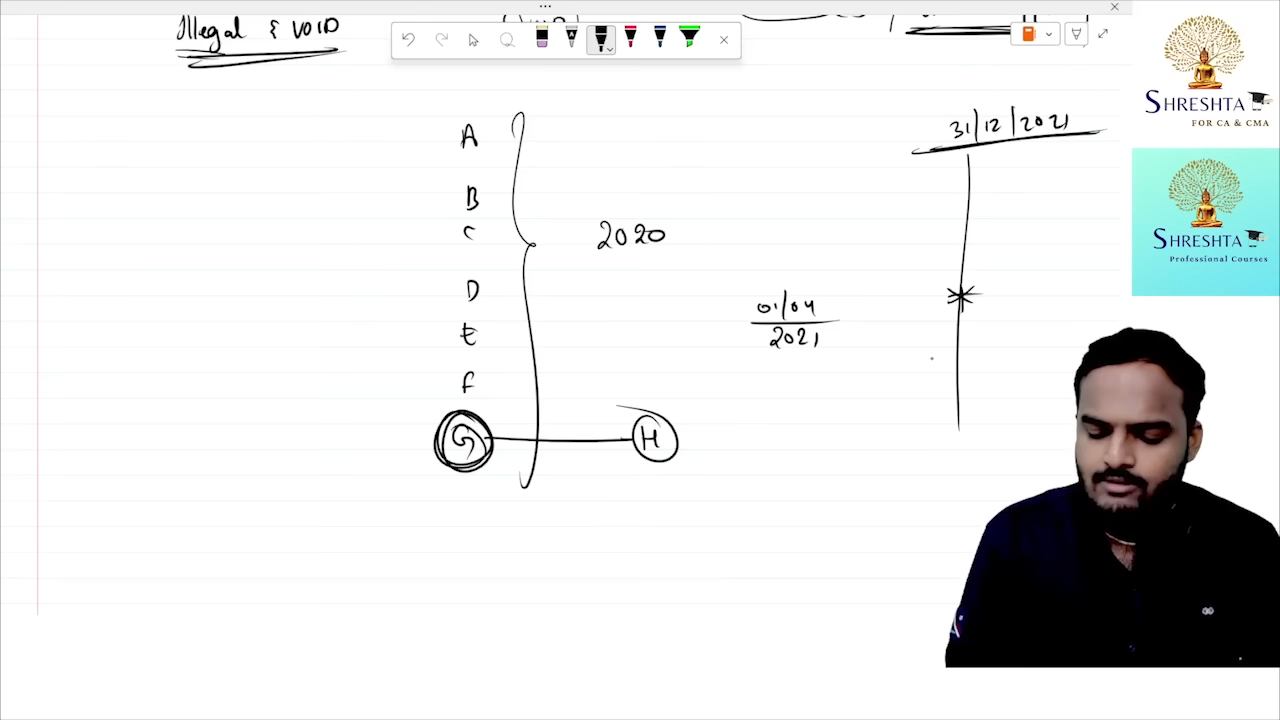 Illegal & VOID
SHRESHTA
FOR CA & CMA
31/12/2021
A
B
C
2020
SHRESHTA
Professional Courses
D
01/04
2021
E
F
G
H